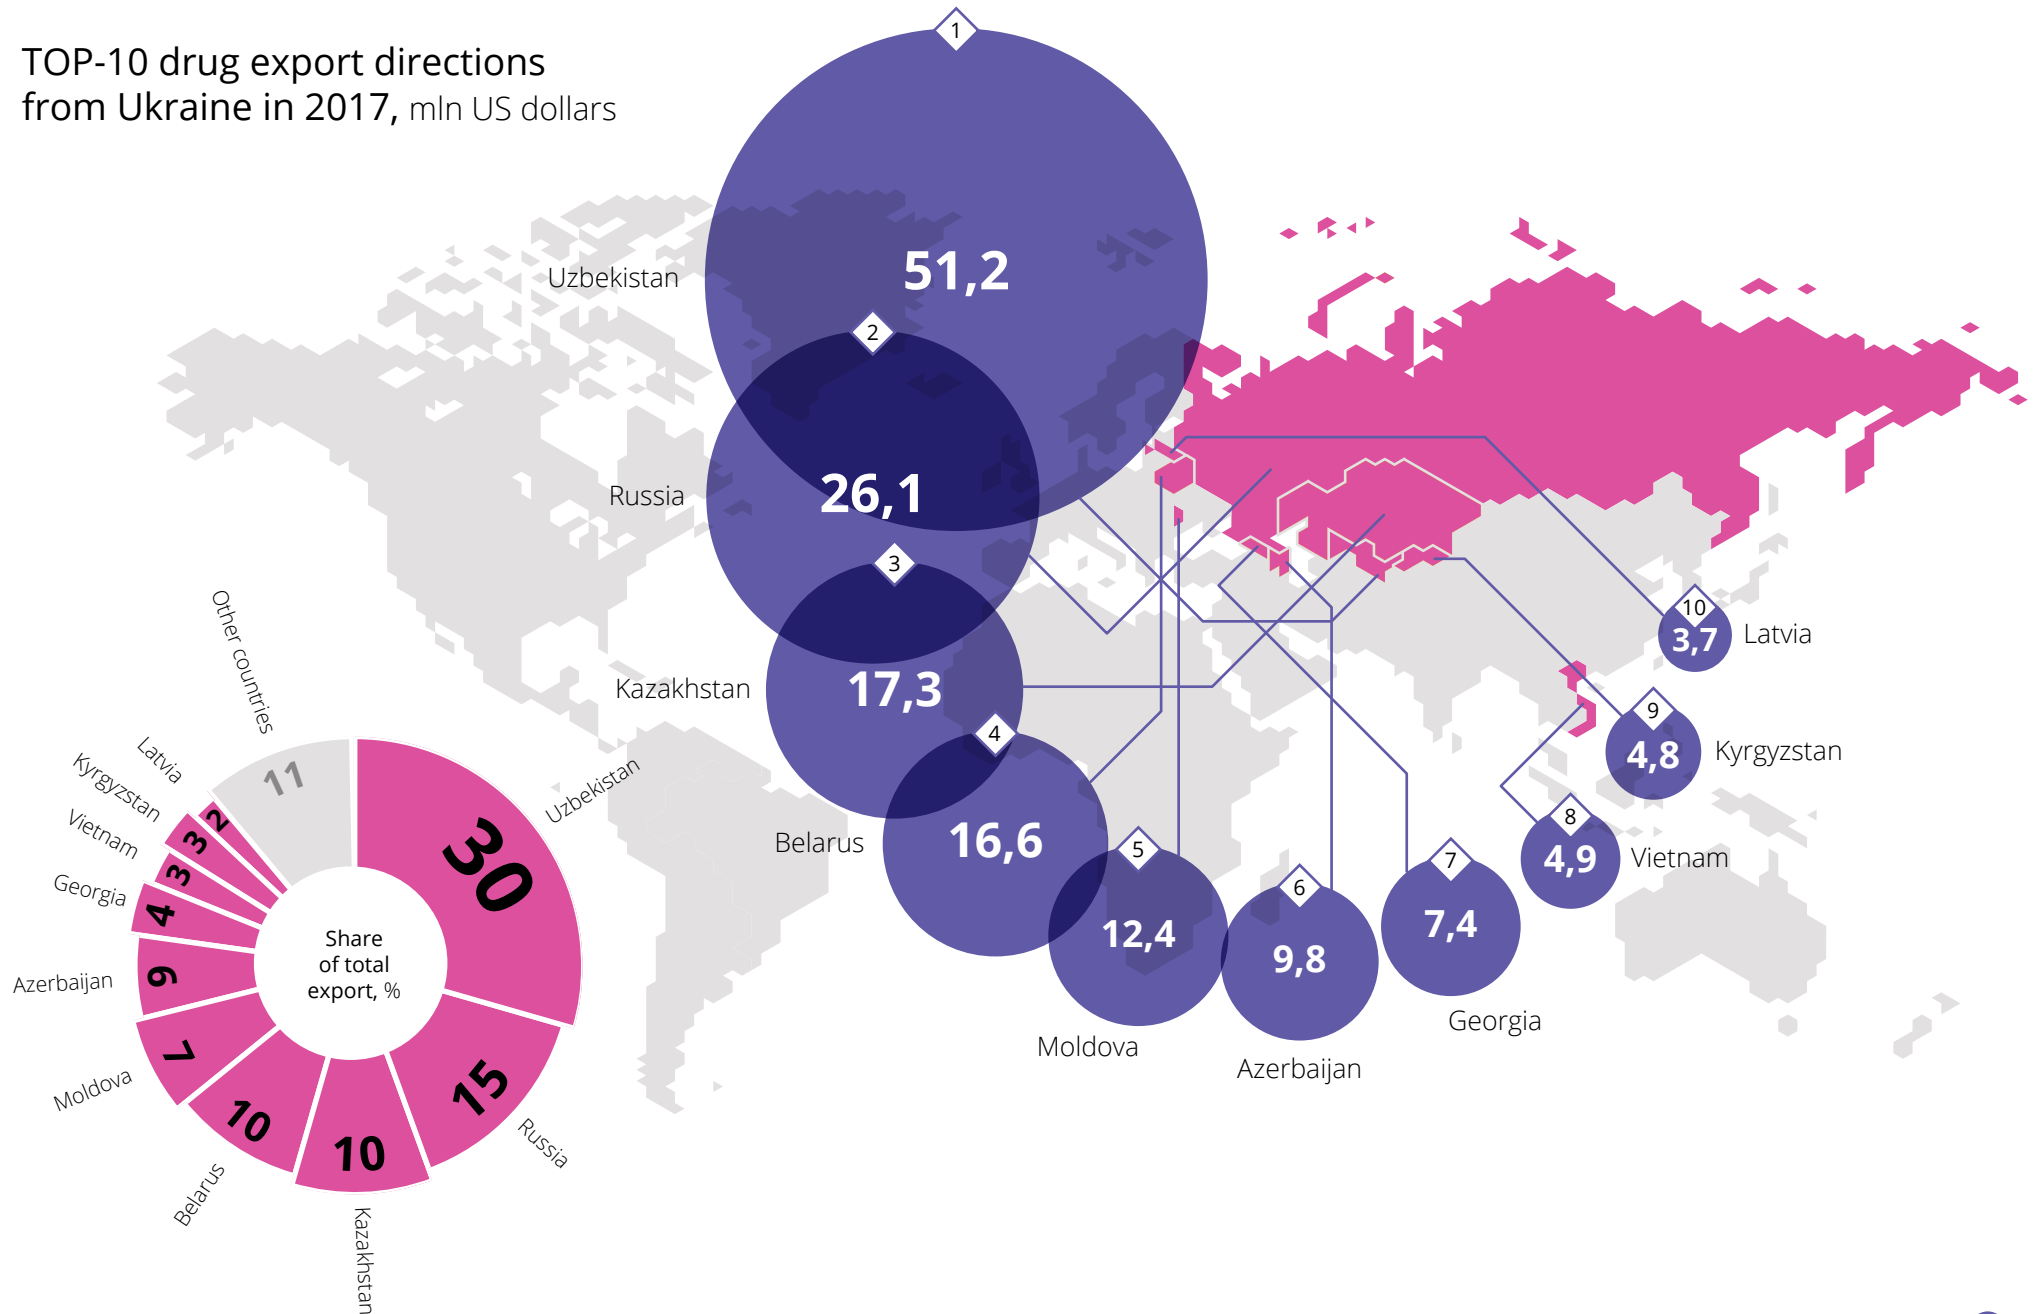 TOP-10 drug export directions
from Ukraine in 2017, mln US dollars
1
Uzbekistan
51,2
2
Russia
26,1
3
Kazakhstan
17,3
4
Belarus
16,6
5
12,4
Moldova
6
9,8
Azerbaijan
7
7,4
Georgia
8
4,9
Vietnam
9
4,8
Kyrgyzstan
10
3,7
Latvia
Share
of total
export, %
30
Uzbekistan
15
Russia
10
Kazakhstan
10
Belarus
7
Moldova
6
Azerbaijan
4
Georgia
3
Vietnam
3
Kyrgyzstan
2
Latvia
11
Other countries